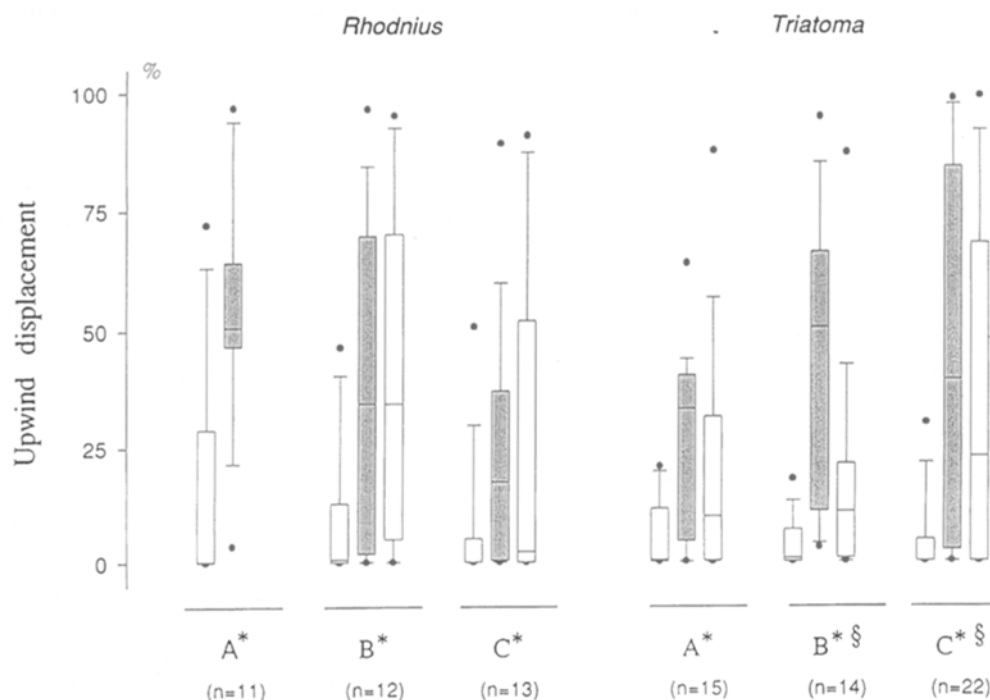 Rhodnius Triatoma
%
100
75
50
25
0
Upwind displacement
A* B* C* A* B* § C* §
(n=11) (n=12) (n=13) (n=15) (n=14) (n=22)